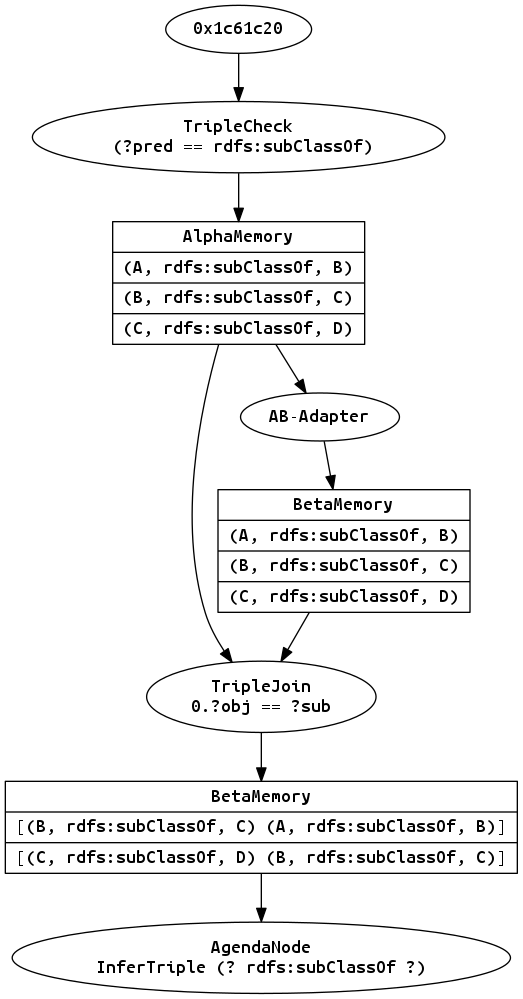 0x1c61c20
TripleCheck
(?pred == rdfs:subClassOf)
AlphaMemory
(A, rdfs:subClassOf, B)
(B, rdfs:subClassOf, C)
(C, rdfs:subClassOf, D)
AB-Adapter
BetaMemory
(A, rdfs:subClassOf, B)
(B, rdfs:subClassOf, C)
(C, rdfs:subClassOf, D)
TripleJoin
0.?obj == ?sub
BetaMemory
[(B, rdfs:subClassOf, C) (A, rdfs:subClassOf, B)]
[(C, rdfs:subClassOf, D) (B, rdfs:subClassOf, C)]
AgendaNode
InferTriple (? rdfs:subClassOf ?)